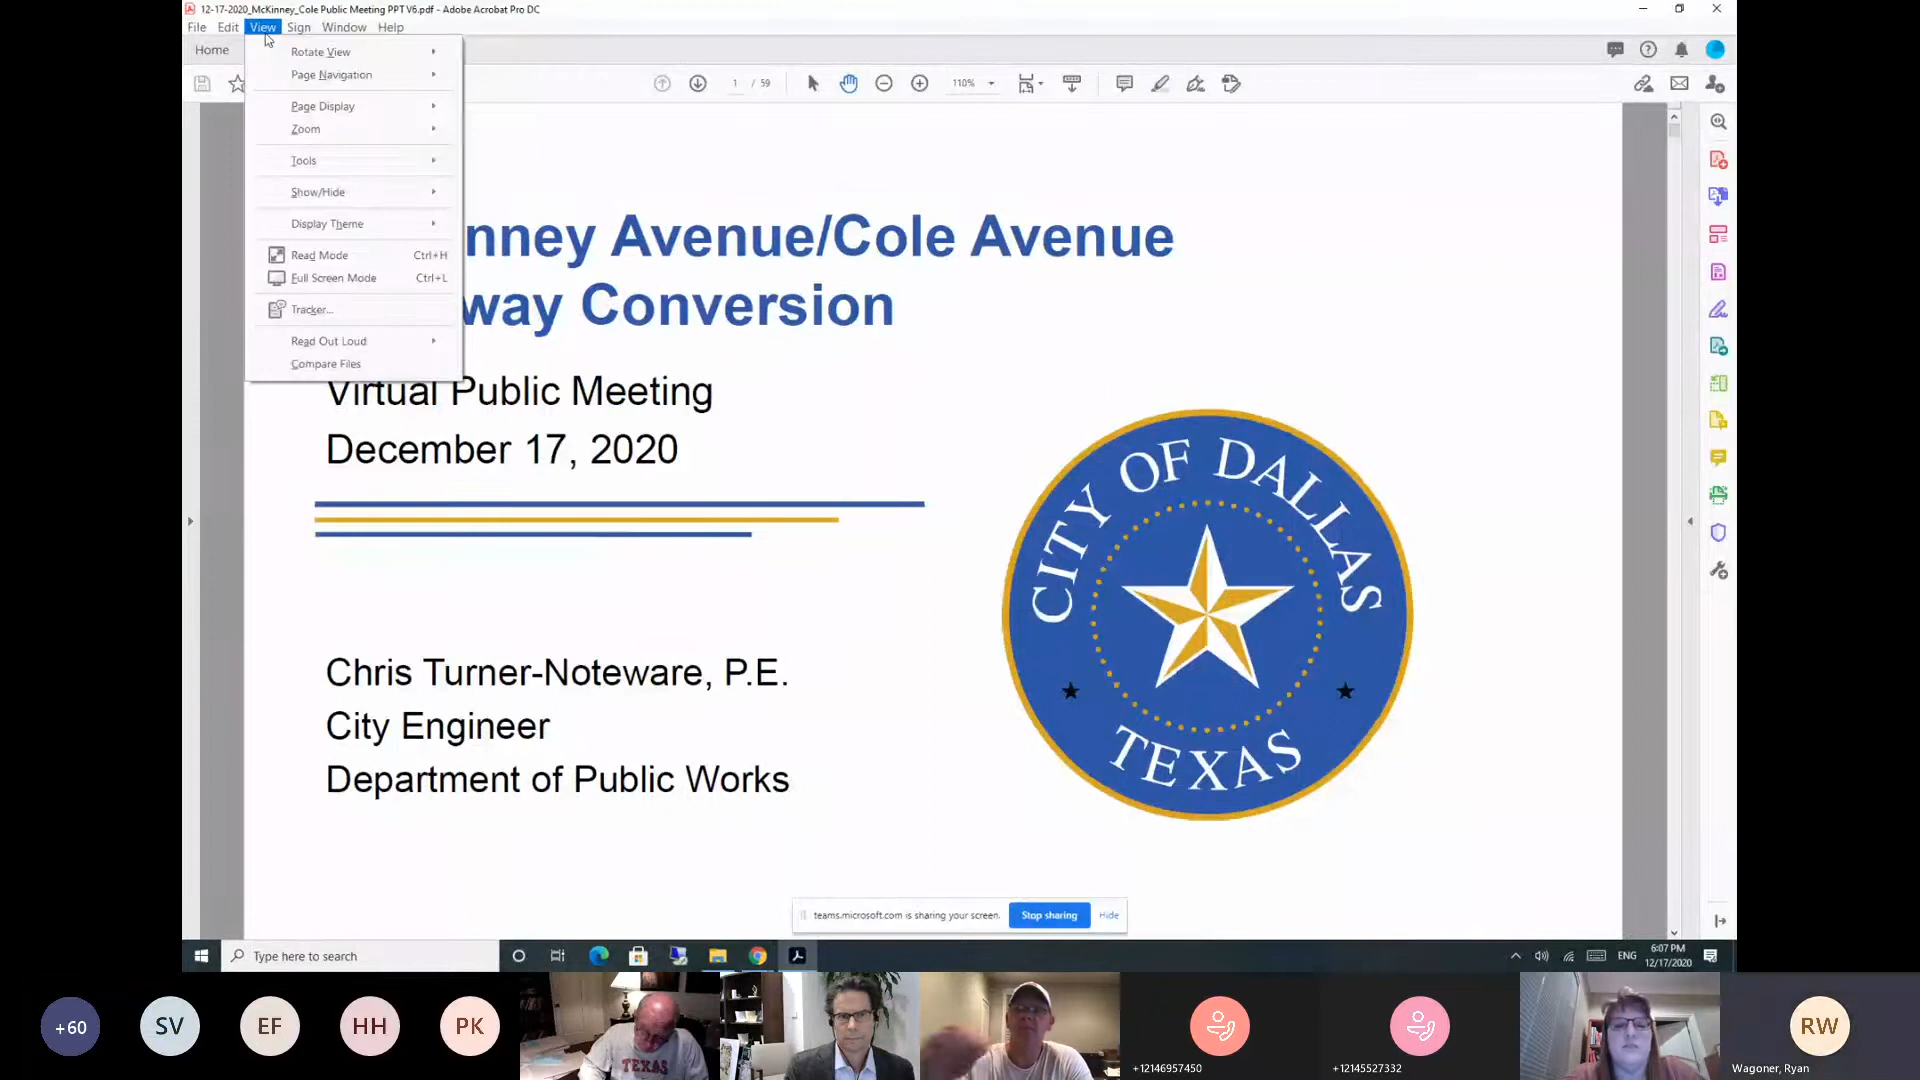 12-17-2020_McKinney_Cole Public Meeting PPT V6.pdf - Adobe Acrobat Pro DC
File Edit View Sign Window Help
Home
1 / 59
110%
Rotate View
Page Navigation
Page Display
Zoom
Tools
Show/Hide
Display Theme
Read Mode Ctrl+H
Full Screen Mode Ctrl+L
Tracker...
Read Out Loud
Compare Files
nney Avenue/Cole Avenue
way Conversion
Virtual Public Meeting
December 17, 2020
CITY OF DALLAS
TEXAS
Chris Turner-Noteware, P.E.
City Engineer
Department of Public Works
teams.microsoft.com is sharing your screen. Stop sharing Hide
Type here to search
ENG
6:07 PM
12/17/2020
+60 SV EF HH PK
TEXAS
+12146957450
+12145527332
RW
Wagoner, Ryan